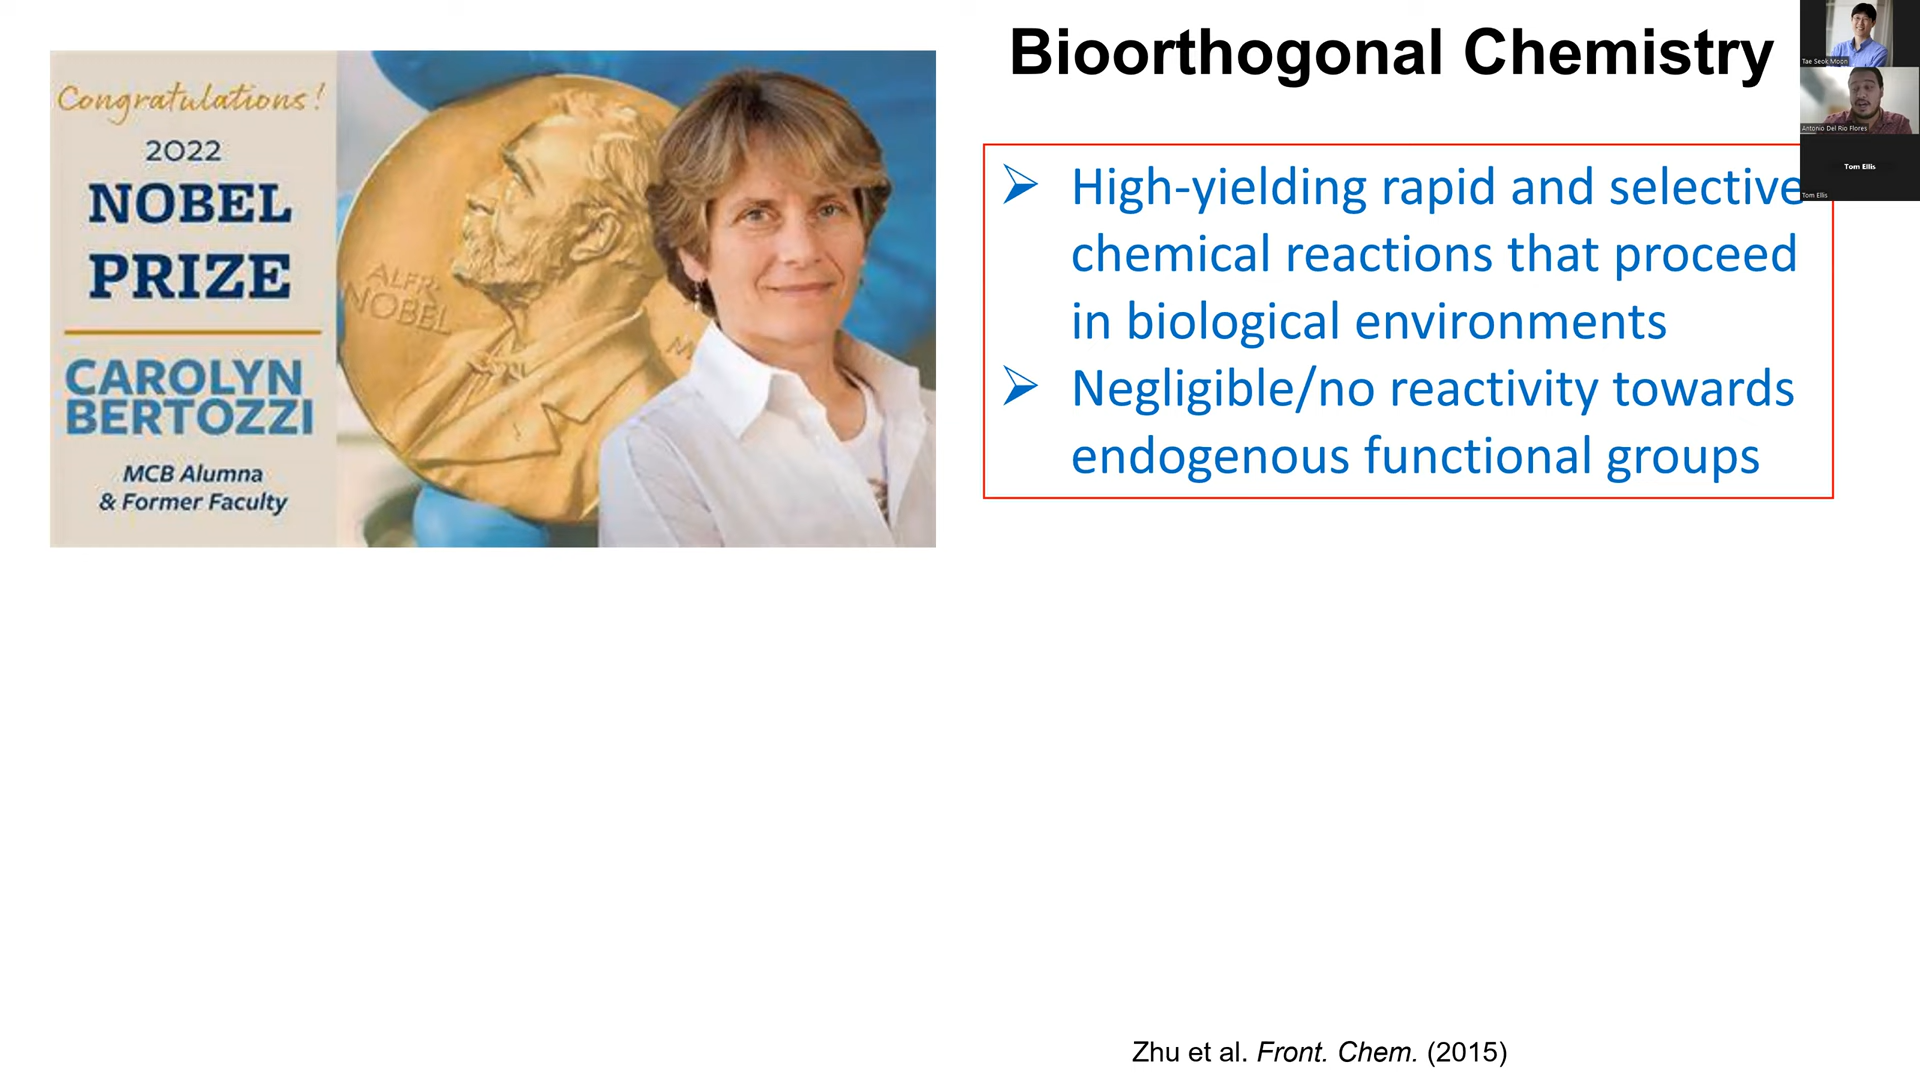 Congratulations!
2022
NOBEL
PRIZE
CAROLYN
BERTOZZI
MCB Alumna
& Former Faculty
ALFR.
NOBEL
Bioorthogonal Chemistry
➢ High-yielding rapid and selective
chemical reactions that proceed
in biological environments
➢ Negligible/no reactivity towards
endogenous functional groups
Tae Seok Moon
Antonio Del Rio Flores
Tom Ellis
Tom Ellis
Zhu et al. Front. Chem. (2015)